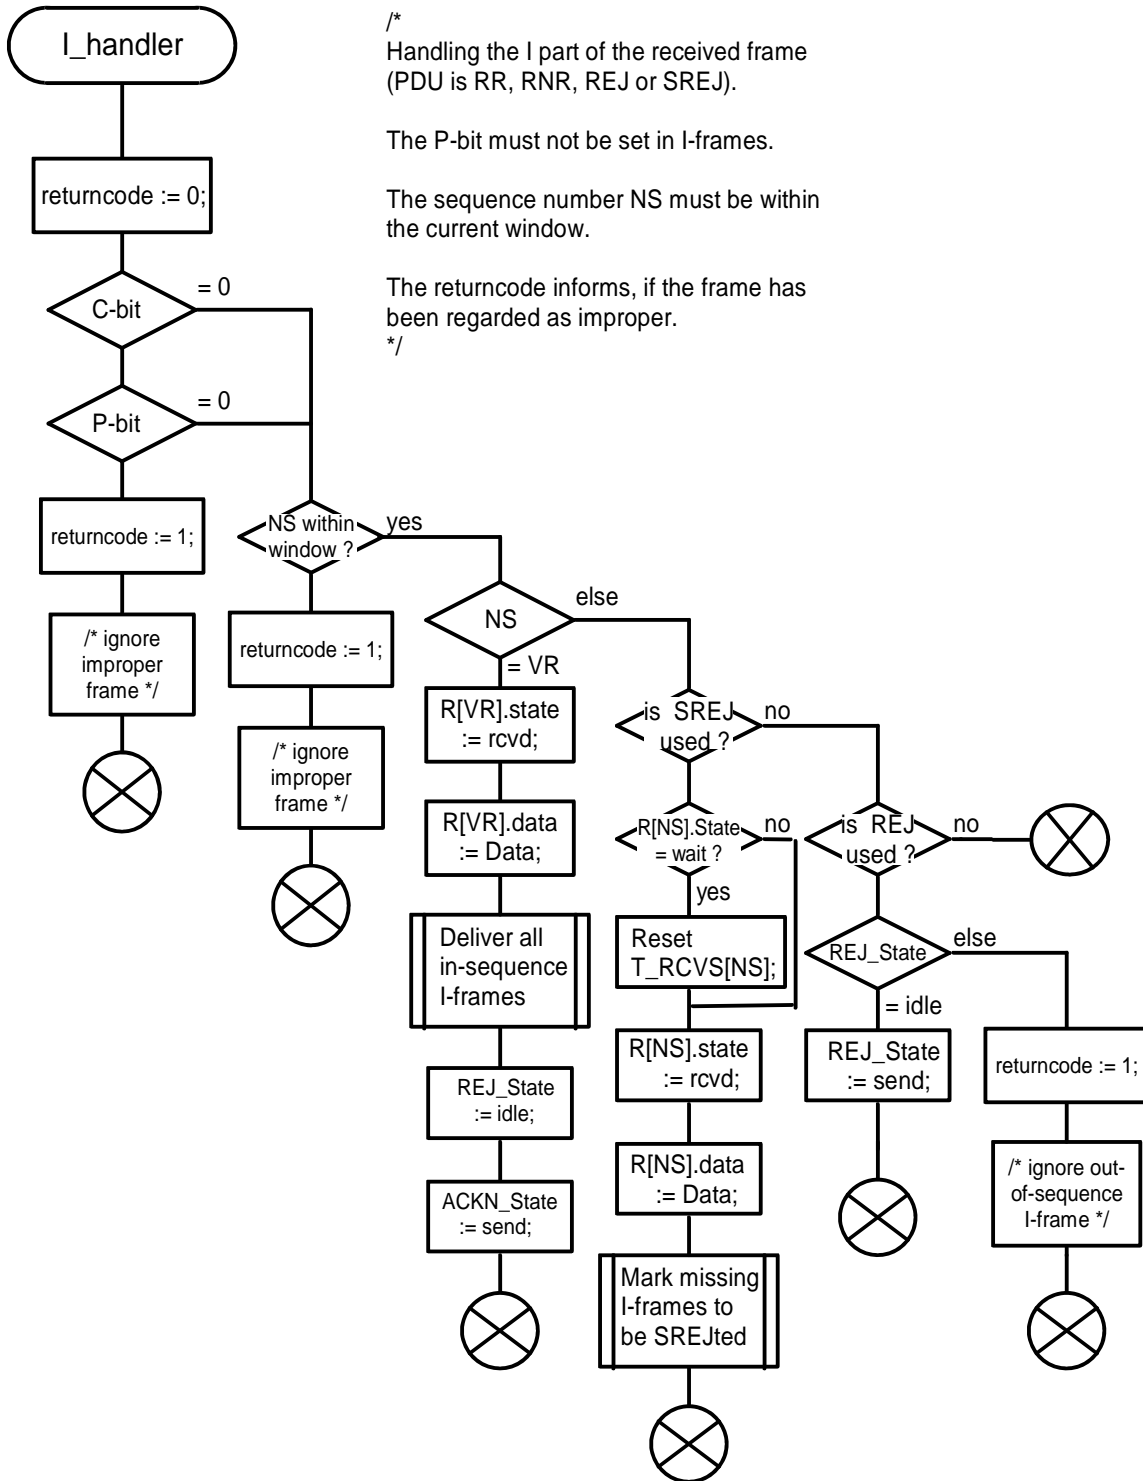 I_handler
/*
Handling the I part of the received frame
(PDU is RR, RNR, REJ or SREJ).
The P-bit must not be set in I-frames.
The sequence number NS must be within
the current window.
The returncode informs, if the frame has
been regarded as improper.
*/
returncode := 0;
C-bit
= 0
P-bit
= 0
returncode := 1;
/* ignore
improper
frame */
NS within
window ?
yes
returncode := 1;
/* ignore
improper
frame */
NS
else
= VR
R[VR].state
:= rcvd;
R[VR].data
:= Data;
Deliver all
in-sequence
I-frames
REJ_State
:= idle;
ACKN_State
:= send;
is SREJ
used ?
no
R[NS].State
= wait ?
no
yes
Reset
T_RCVS[NS];
R[NS].state
:= rcvd;
R[NS].data
:= Data;
Mark missing
I-frames to
be SREJted
is REJ
used ?
no
REJ_State
else
= idle
REJ_State
:= send;
returncode := 1;
/* ignore out-
of-sequence
I-frame */